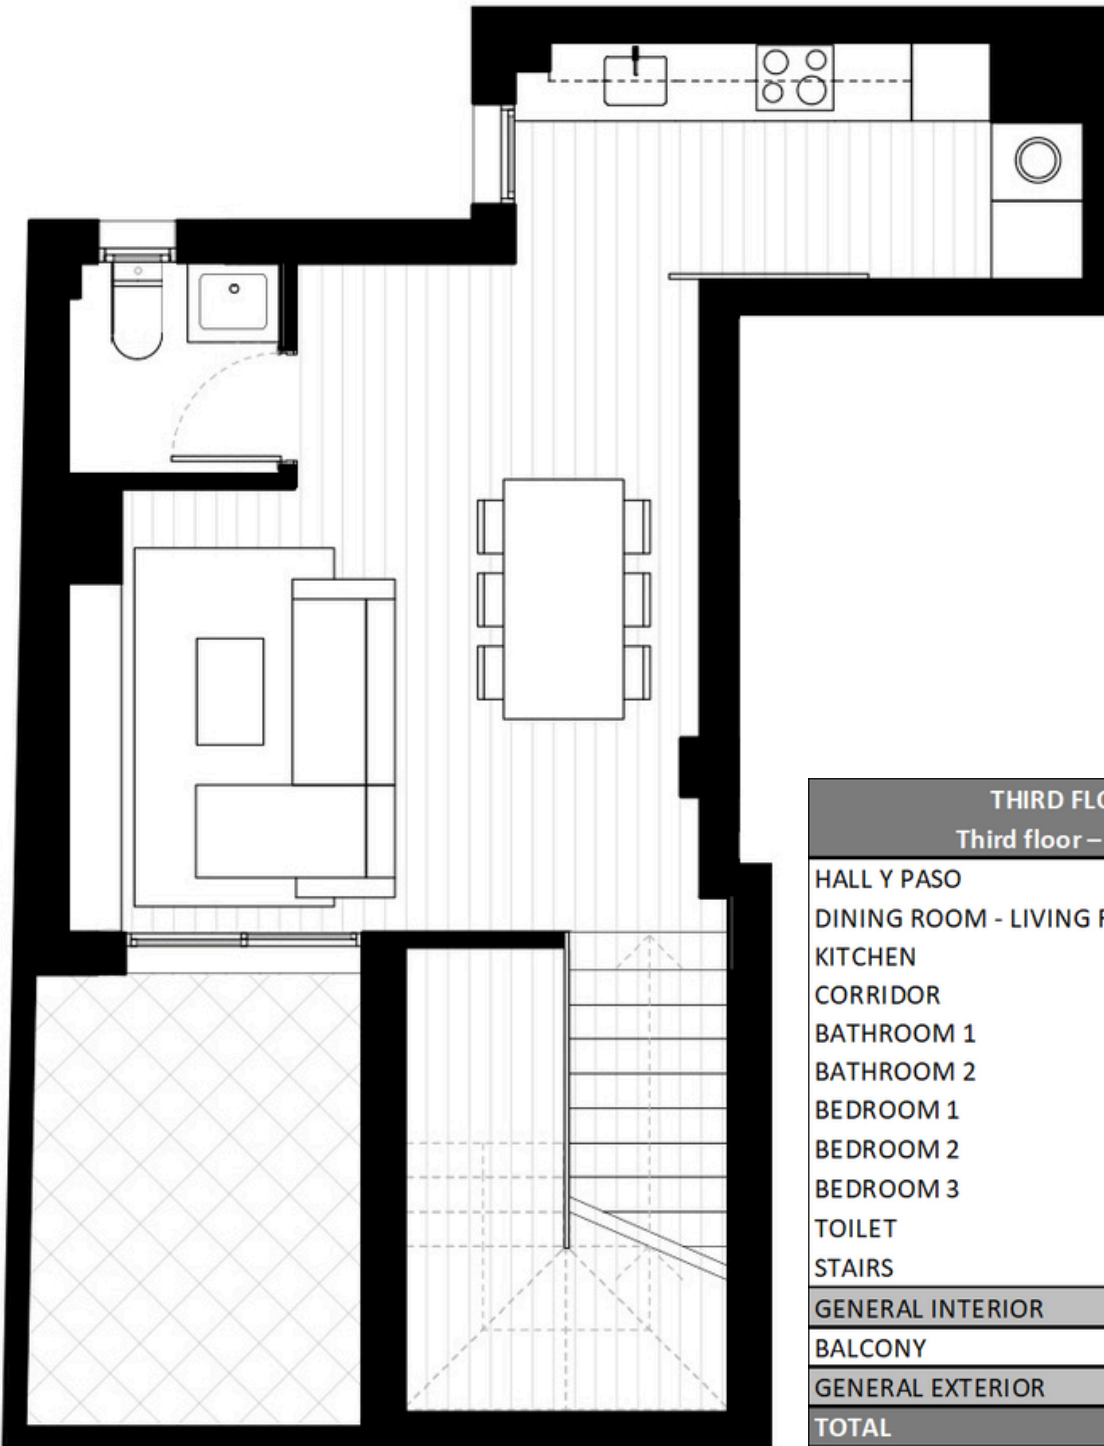 THIRD FLO
Third floor –
HALL Y PASO
DINING ROOM - LIVING R
KITCHEN
CORRIDOR
BATHROOM 1
BATHROOM 2
BEDROOM 1
BEDROOM 2
BEDROOM 3
TOILET
STAIRS
GENERAL INTERIOR
BALCONY
GENERAL EXTERIOR
TOTAL